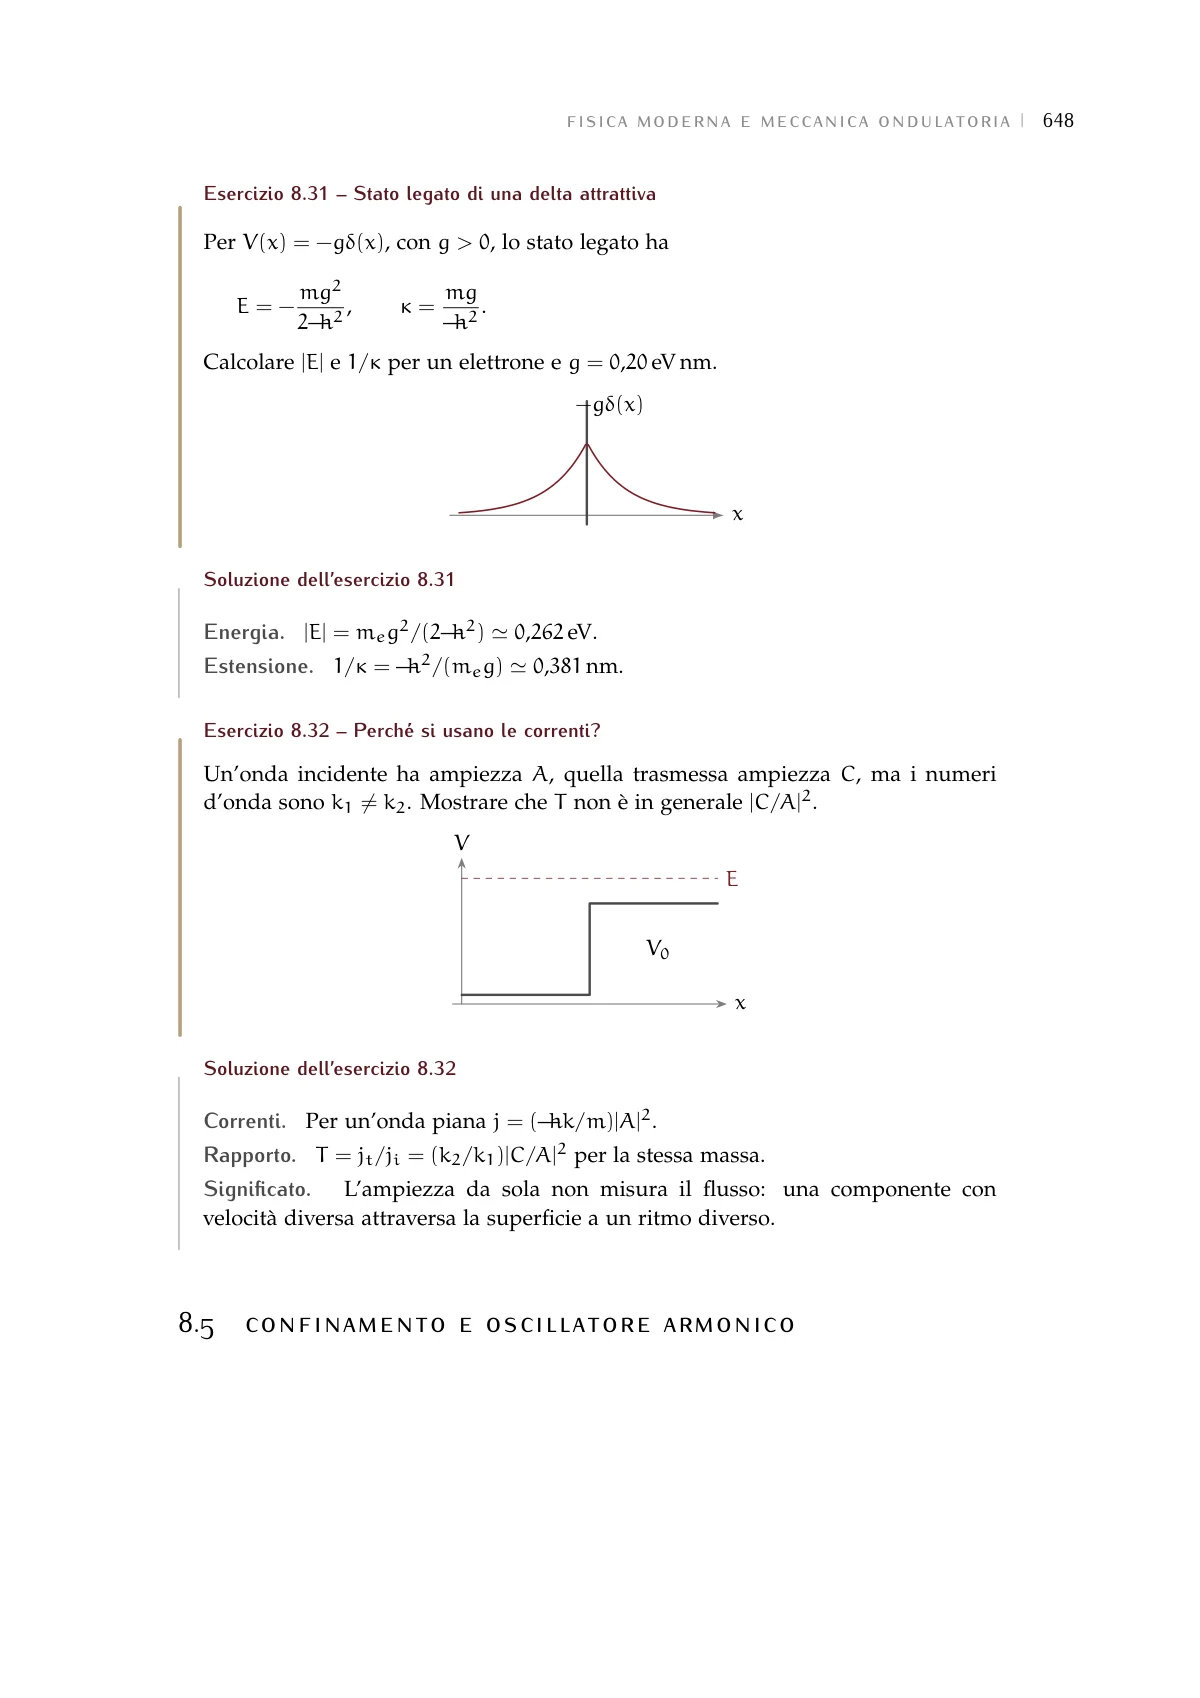 FISICA MODERNA E MECCANICA ONDULATORIA | 648
Esercizio 8.31 – Stato legato di una delta attrattiva
Per V(x) = −gδ(x), con g > 0, lo stato legato ha
E = −mg²/2ħ², κ = mg/ħ².
Calcolare |E| e 1/κ per un elettrone e g = 0,20 eV nm.
−gδ(x)
x
Soluzione dell'esercizio 8.31
Energia. |E| = mₑg²/(2ħ²) ≃ 0,262 eV.
Estensione. 1/κ = ħ²/(mₑg) ≃ 0,381 nm.
Esercizio 8.32 – Perché si usano le correnti?
Un'onda incidente ha ampiezza A, quella trasmessa ampiezza C, ma i numeri
d'onda sono k₁ ≠ k₂. Mostrare che T non è in generale |C/A|².
V
E
V₀
x
Soluzione dell'esercizio 8.32
Correnti. Per un'onda piana j = (ħk/m)|A|².
Rapporto. T = jₜ/jᵢ = (k₂/k₁)|C/A|² per la stessa massa.
Significato. L'ampiezza da sola non misura il flusso: una componente con
velocità diversa attraversa la superficie a un ritmo diverso.
8.5 CONFINAMENTO E OSCILLATORE ARMONICO